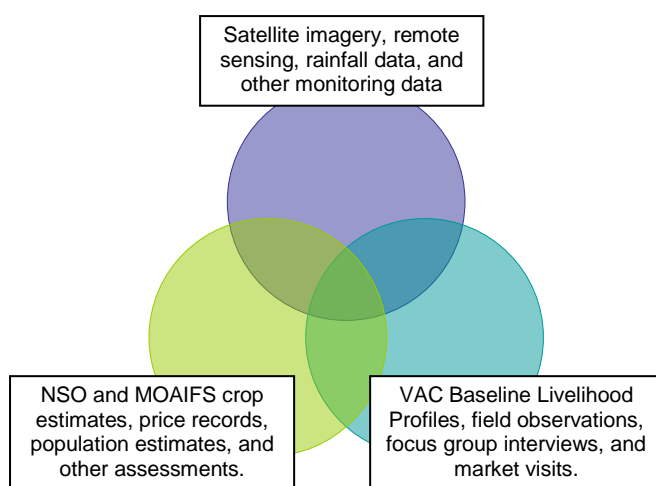 Satellite imagery, remote
sensing, rainfall data, and
other monitoring data
NSO and MOAIFS crop
estimates, price records,
population estimates, and
other assessments.
VAC Baseline Livelihood
Profiles, field observations,
focus group interviews, and
market visits.